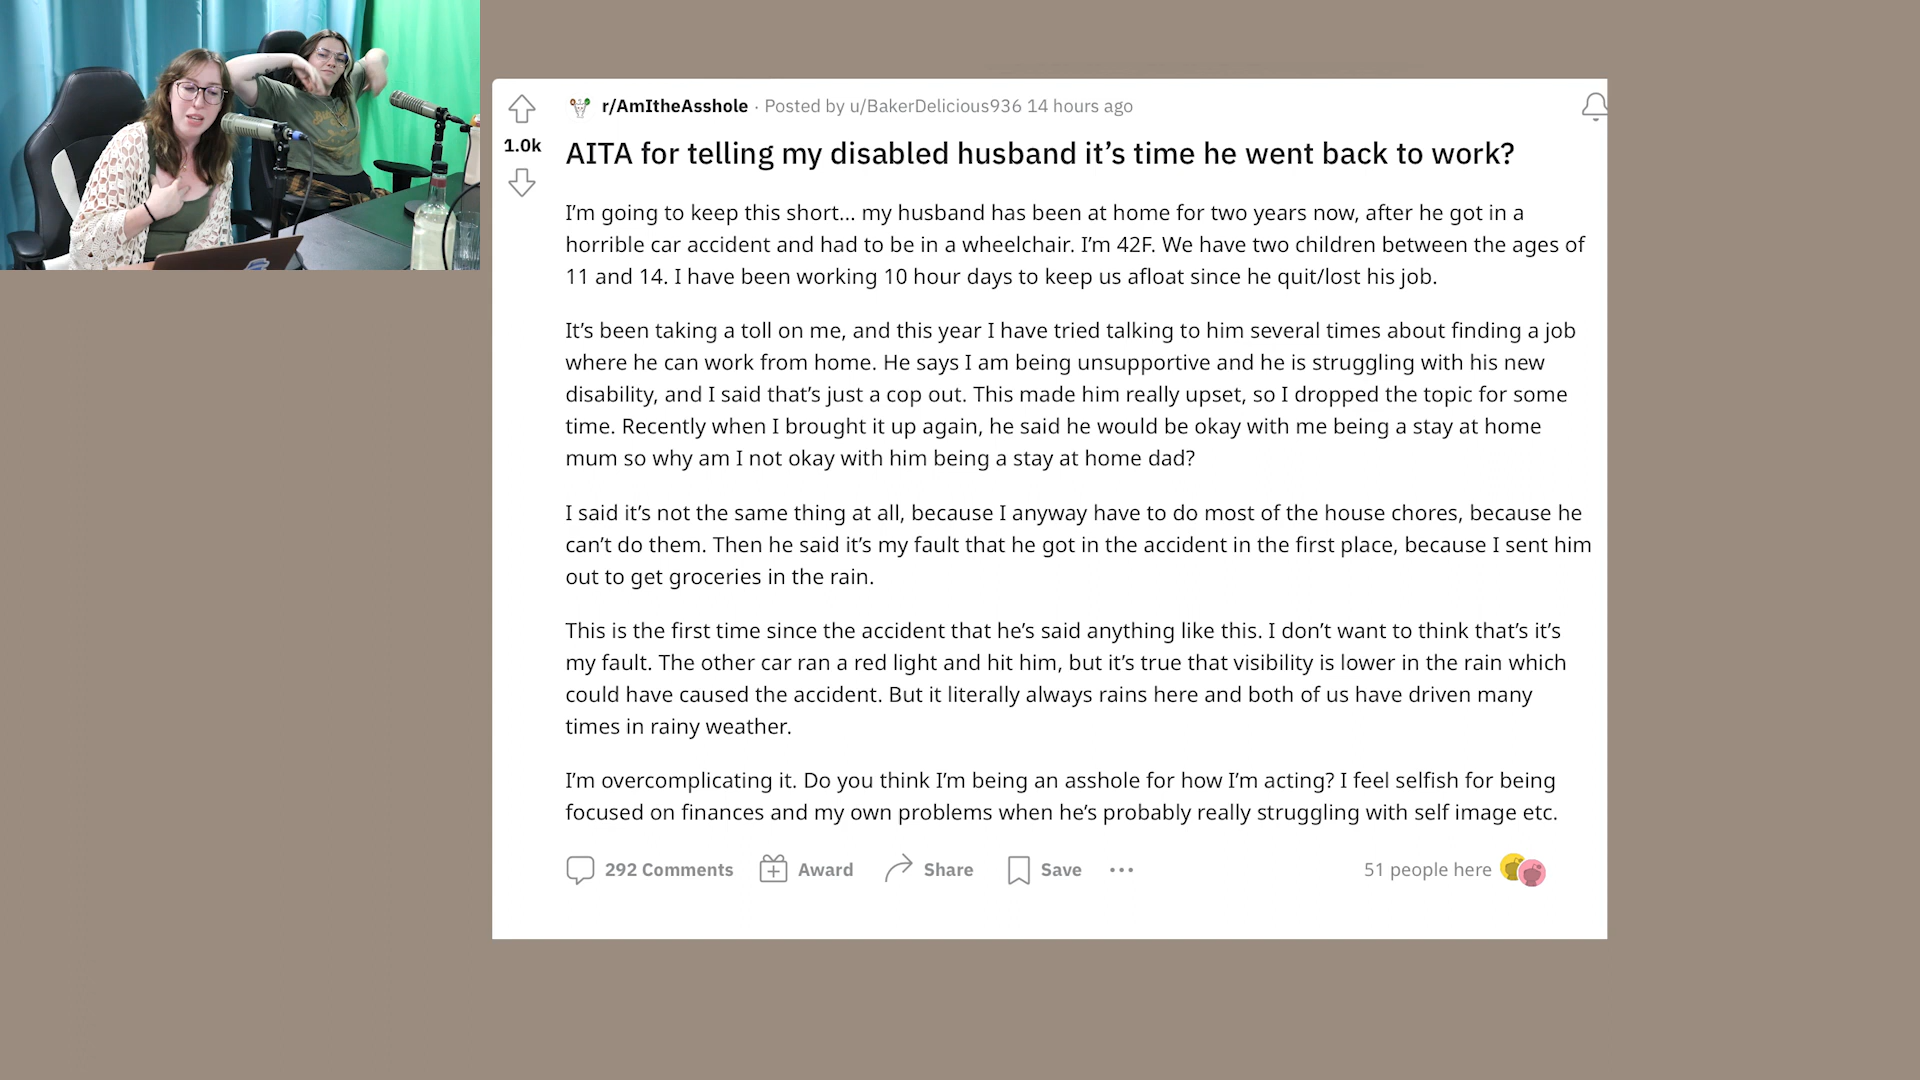 r/AmItheAsshole · Posted by u/BakerDelicious936 14 hours ago
1.0k
AITA for telling my disabled husband it's time he went back to work?
I'm going to keep this short... my husband has been at home for two years now, after he got in a
horrible car accident and had to be in a wheelchair. I'm 42F. We have two children between the ages of
11 and 14. I have been working 10 hour days to keep us afloat since he quit/lost his job.
It's been taking a toll on me, and this year I have tried talking to him several times about finding a job
where he can work from home. He says I am being unsupportive and he is struggling with his new
disability, and I said that's just a cop out. This made him really upset, so I dropped the topic for some
time. Recently when I brought it up again, he said he would be okay with me being a stay at home
mum so why am I not okay with him being a stay at home dad?
I said it's not the same thing at all, because I anyway have to do most of the house chores, because he
can't do them. Then he said it's my fault that he got in the accident in the first place, because I sent him
out to get groceries in the rain.
This is the first time since the accident that he's said anything like this. I don't want to think that's it's
my fault. The other car ran a red light and hit him, but it's true that visibility is lower in the rain which
could have caused the accident. But it literally always rains here and both of us have driven many
times in rainy weather.
I'm overcomplicating it. Do you think I'm being an asshole for how I'm acting? I feel selfish for being
focused on finances and my own problems when he's probably really struggling with self image etc.
292 Comments Award Share Save ••• 51 people here